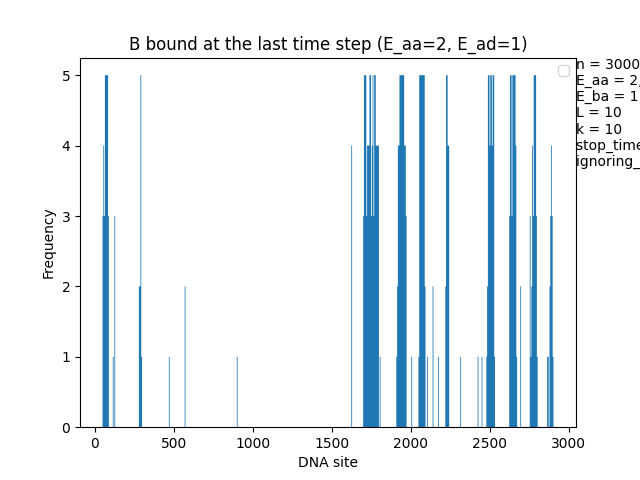 B bound at the last time step (E_aa=2, E_ad=1)
n = 3000
E_aa = 2,
E_ba = 1
L = 10
k = 10
stop_time
ignoring_
Frequency
5
4
3
2
1
0
0 500 1000 1500 2000 2500 3000
DNA site